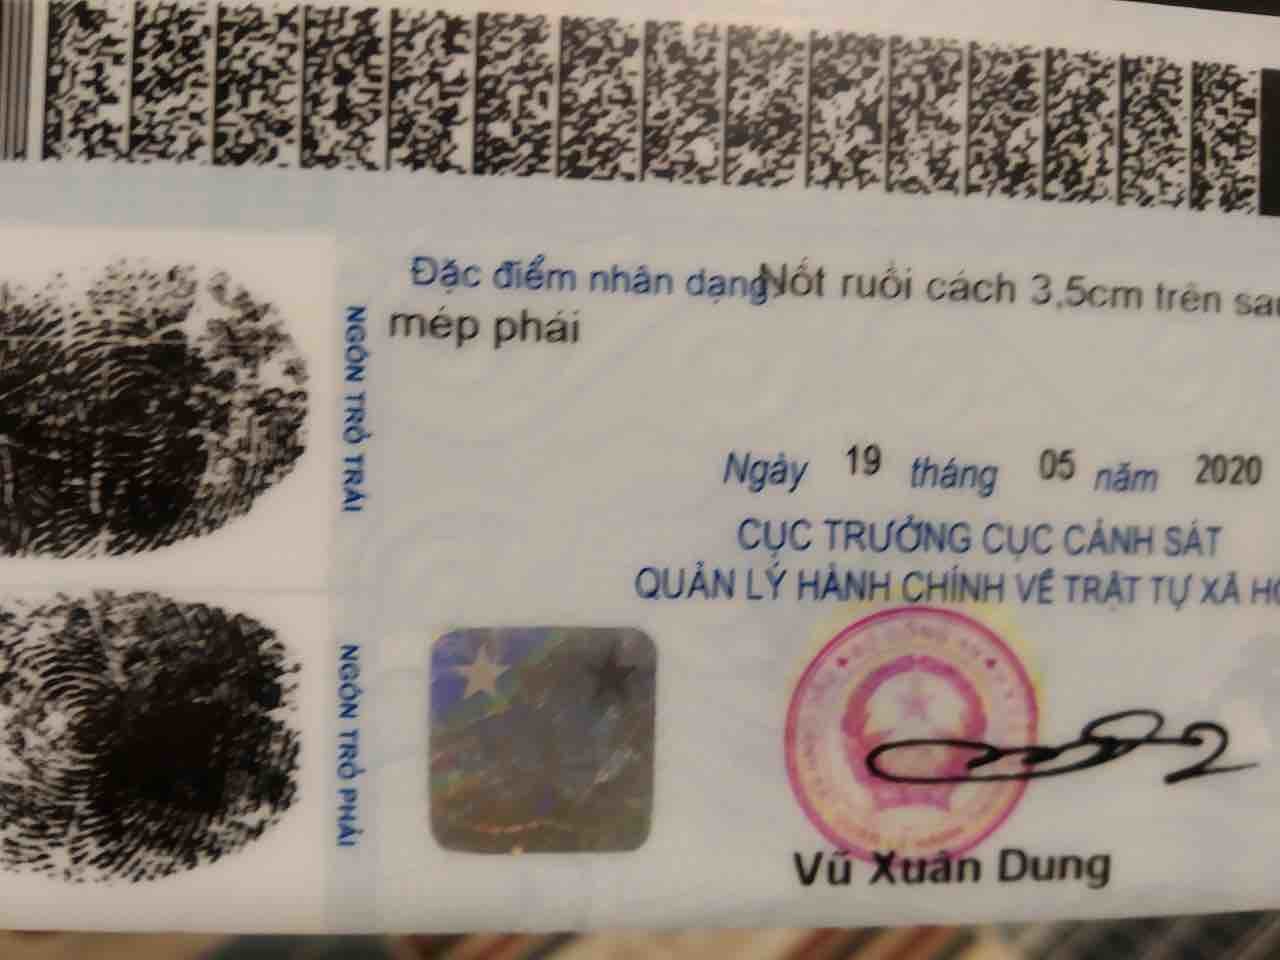 Đặc điểm nhân dạng: Nốt ruồi cách 3,5cm trên sau
mép phải
NGÓN TRỎ TRÁI
Ngày 19 tháng 05 năm 2020
CỤC TRƯỞNG CỤC CẢNH SÁT
QUẢN LÝ HÀNH CHÍNH VỀ TRẬT TỰ XÃ HỘ
NGÓN TRỎ PHẢI
Vũ Xuân Dung